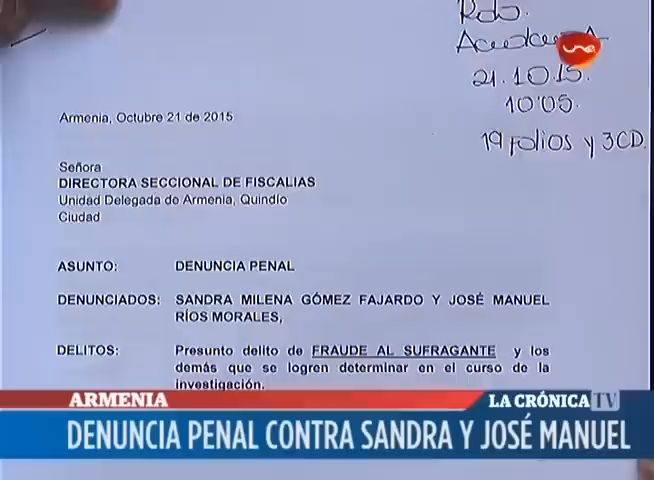 Rdo.
une
21.10.15.
10'05.
19 folios y 3CD.
Armenia, Octubre 21 de 2015
Señora
DIRECTORA SECCIONAL DE FISCALIAS
Unidad Delegada de Armenia, Quindío
Ciudad
ASUNTO: DENUNCIA PENAL
DENUNCIADOS: SANDRA MILENA GÓMEZ FAJARDO Y JOSÉ MANUEL
RÍOS MORALES,
DELITOS: Presunto delito de FRAUDE AL SUFRAGANTE y los
demás que se logren determinar en el curso de la
investigación.
ARMENIA
LA CRÓNICA TV
DENUNCIA PENAL CONTRA SANDRA Y JOSÉ MANUEL